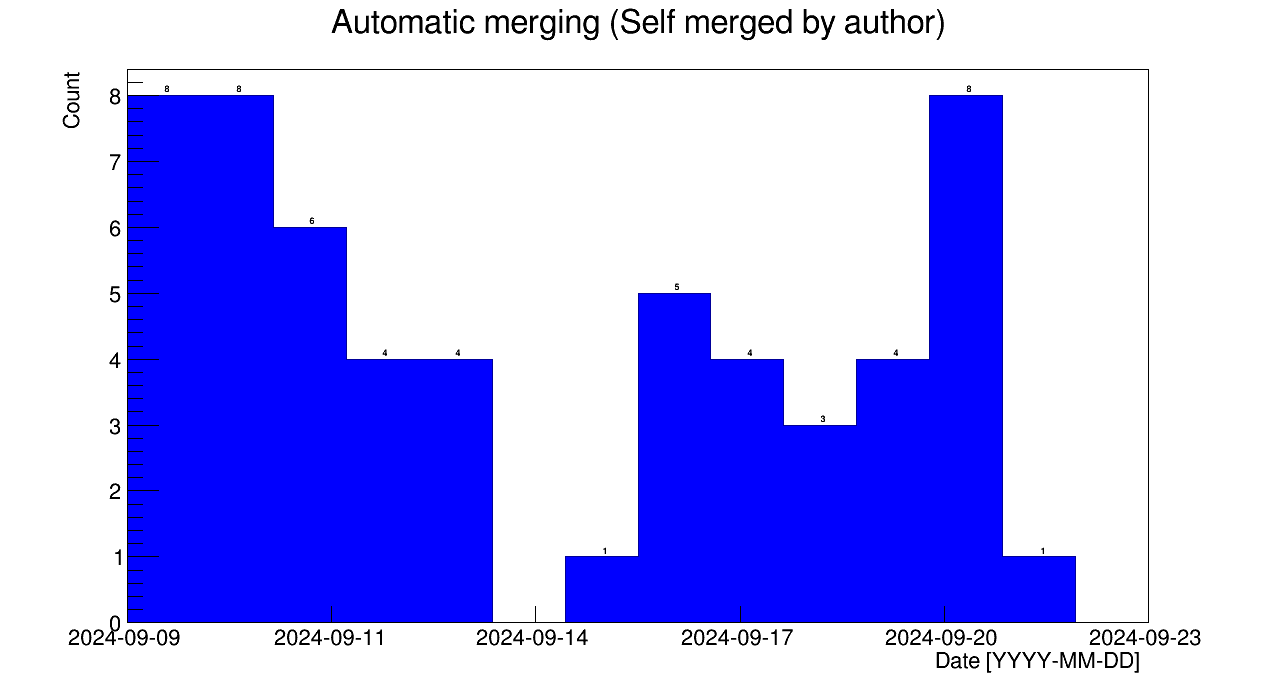 Automatic merging (Self merged by author)
Count
8
7
6
5
4
3
2
1
0
8 8 6 4 4 1 5 4 3 4 8 1
2024-09-09 2024-09-11 2024-09-14 2024-09-17 2024-09-20 2024-09-23
Date [YYYY-MM-DD]